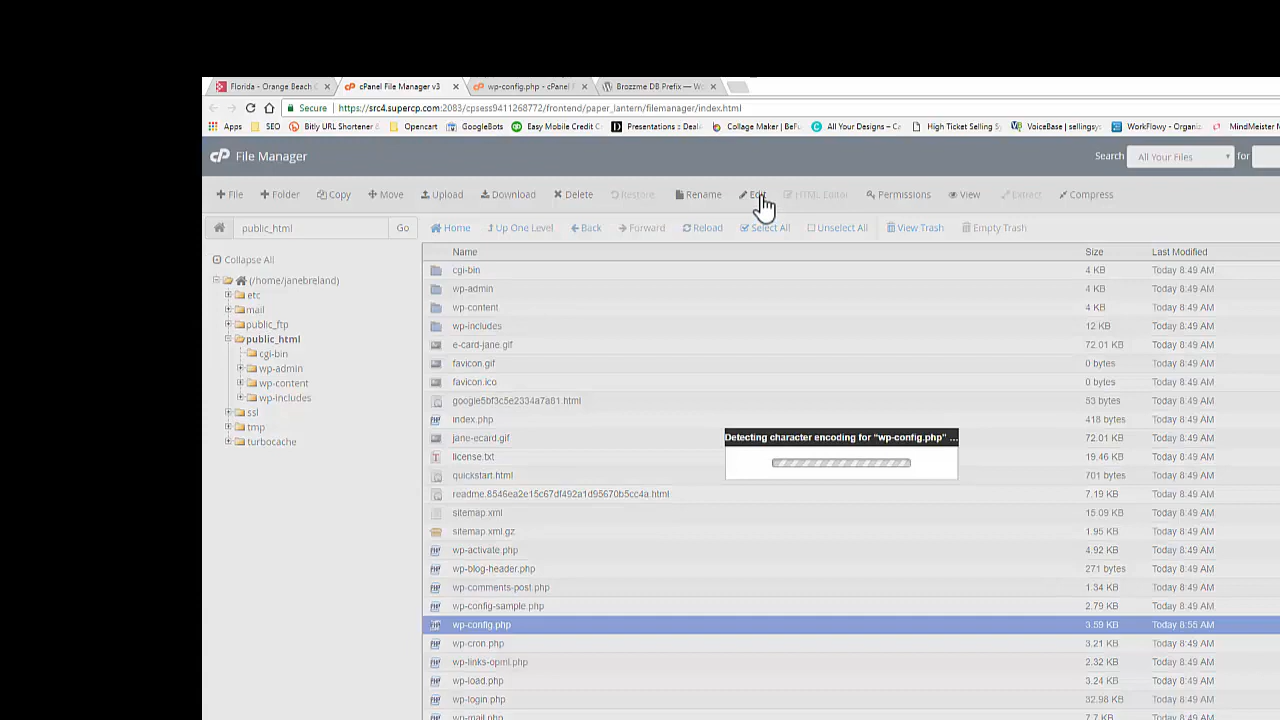 Florida - Orange Beach
cPanel File Manager v3
wp-config.php - cPanel F
Brozzme DB Prefix — Wo
Secure https://src4.supercp.com:2083/cpsess9411268772/frontend/paper_lantern/filemanager/index.html
Apps SEO Bitly URL Shortener Opencart GoogleBots Easy Mobile Credit C Presentations :: Deal Collage Maker | BeFu All Your Designs – Ca High Ticket Selling Sy VoiceBase | sellingsy WorkFlowy - Organiz MindMeister M
cP File Manager
Search All Your Files for
File Folder Copy Move Upload Download Delete Restore Rename Edit HTML Editor Permissions View Extract Compress
public_html Go
Home Up One Level Back Forward Reload Select All Unselect All View Trash Empty Trash
Collapse All
(/home/janebreland)
etc
mail
public_ftp
public_html
cgi-bin
wp-admin
wp-content
wp-includes
ssl
tmp
turbocache
Name Size Last Modified
cgi-bin 4 KB Today 8:49 AM
wp-admin 4 KB Today 8:49 AM
wp-content 4 KB Today 8:49 AM
wp-includes 12 KB Today 8:49 AM
e-card-jane.gif 72.01 KB Today 8:49 AM
favicon.gif 0 bytes Today 8:49 AM
favicon.ico 0 bytes Today 8:49 AM
google5bf3c5e2334a7a81.html 53 bytes Today 8:49 AM
index.php 418 bytes Today 8:49 AM
jane-ecard.gif 72.01 KB Today 8:49 AM
license.txt 19.46 KB Today 8:49 AM
quickstart.html 701 bytes Today 8:49 AM
readme.8546ea2e15c67df492a1d95670b5cc4a.html 7.19 KB Today 8:49 AM
sitemap.xml 15.09 KB Today 8:49 AM
sitemap.xml.gz 1.95 KB Today 8:49 AM
wp-activate.php 4.92 KB Today 8:49 AM
wp-blog-header.php 271 bytes Today 8:49 AM
wp-comments-post.php 1.34 KB Today 8:49 AM
wp-config-sample.php 2.79 KB Today 8:49 AM
wp-config.php 3.59 KB Today 8:55 AM
wp-cron.php 3.21 KB Today 8:49 AM
wp-links-opml.php 2.32 KB Today 8:49 AM
wp-load.php 3.24 KB Today 8:49 AM
wp-login.php 32.98 KB Today 8:49 AM
wp-mail.php 7.7 KB Today 8:49 AM
Detecting character encoding for "wp-config.php" ...